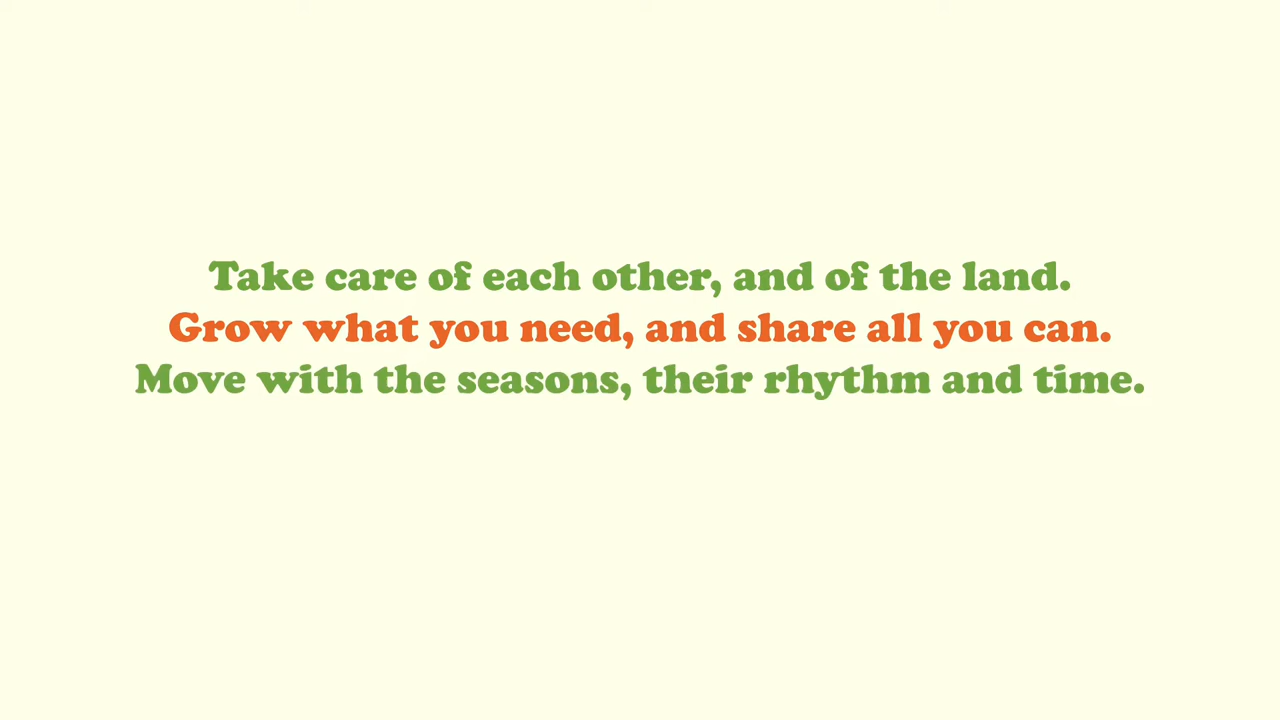 Take care of each other, and of the land.
Grow what you need, and share all you can.
Move with the seasons, their rhythm and time.